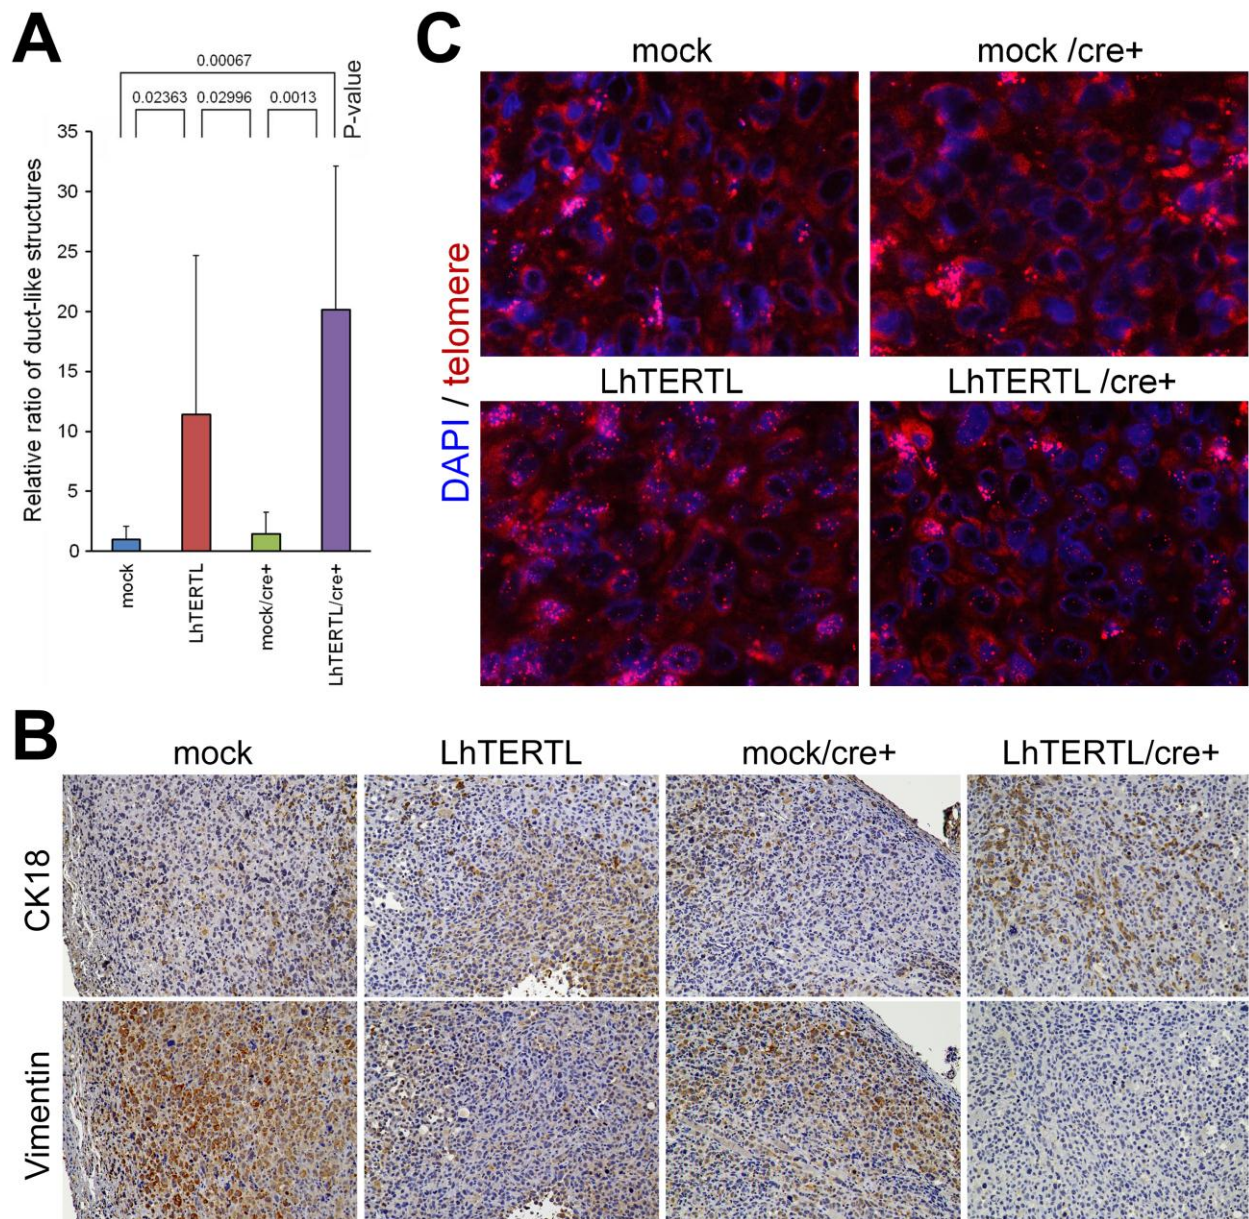 A
0.00067
0.02363 0.02996 0.0013
P-value
Relative ratio of duct-like structures
35
30
25
20
15
10
5
0
mock
LhTERTL
mock/cre+
LhTERTL/cre+
C
mock
mock /cre+
DAPI / telomere
LhTERTL
LhTERTL /cre+
B
mock
LhTERTL
mock/cre+
LhTERTL/cre+
CK18
Vimentin